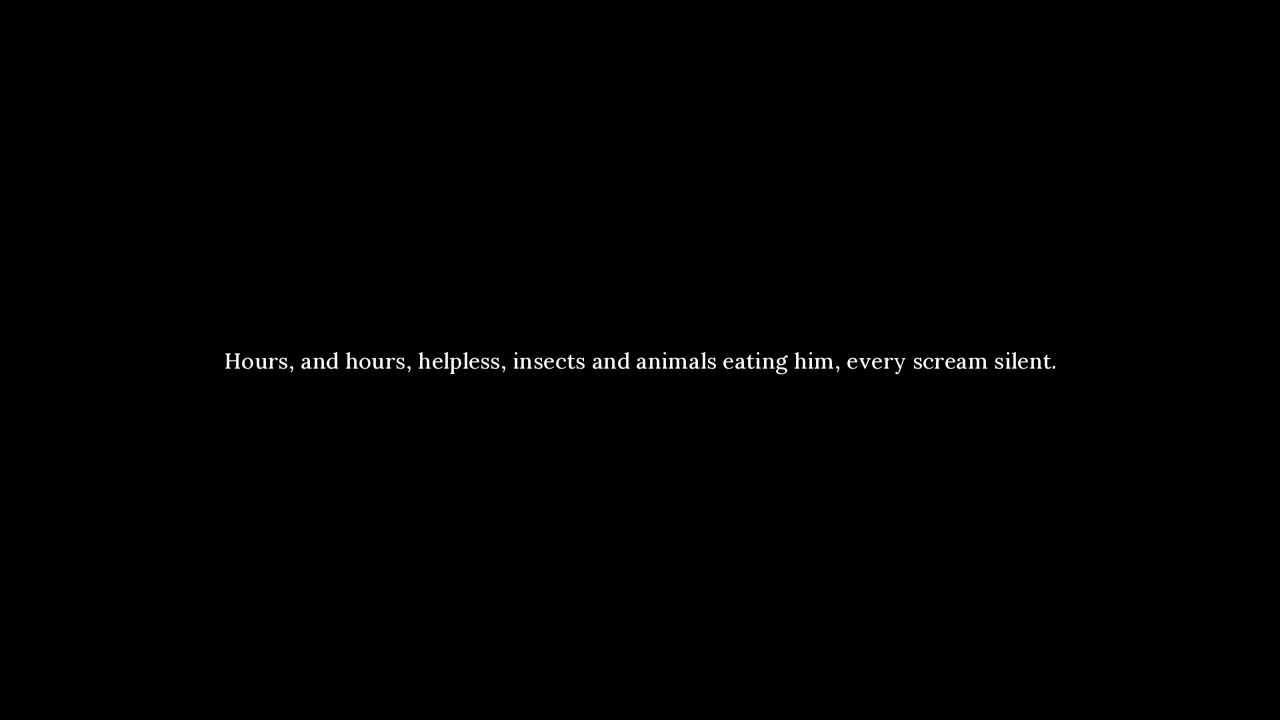 Hours, and hours, helpless, insects and animals eating him, every scream silent.